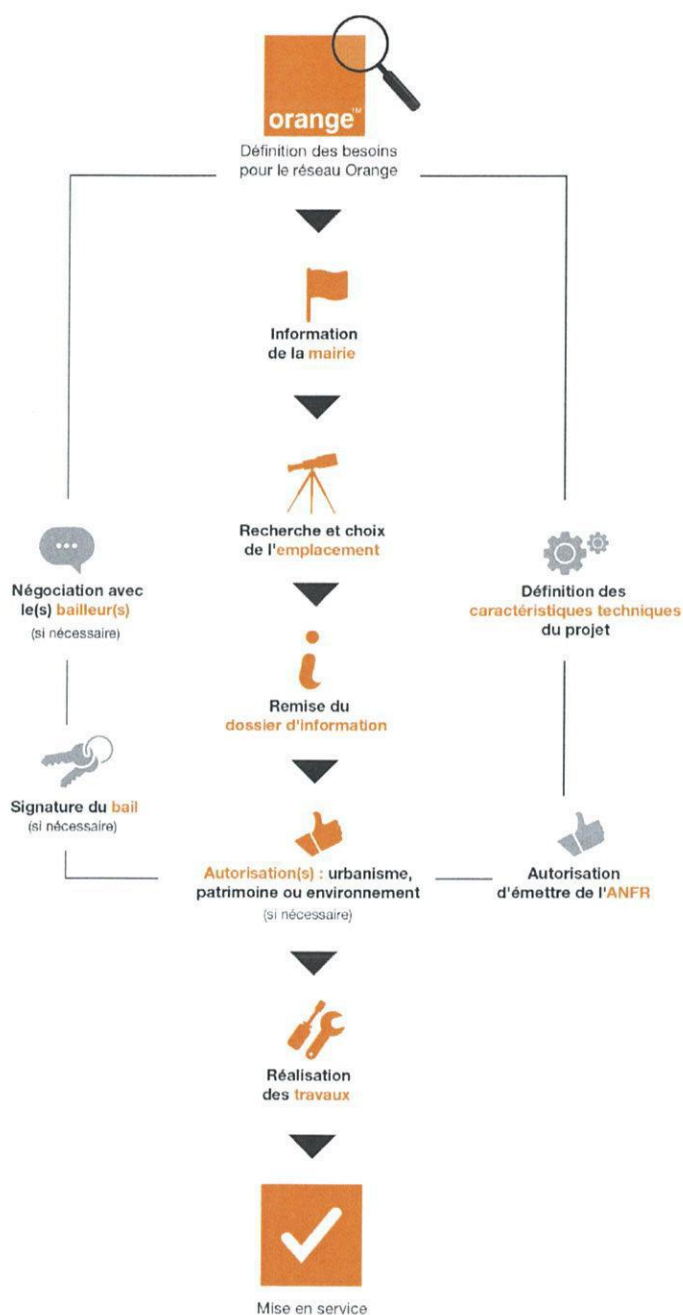 orange™
Définition des besoins
pour le réseau Orange
Information
de la mairie
Recherche et choix
de l'emplacement
Négociation avec
le(s) bailleur(s)
(si nécessaire)
Définition des
caractéristiques techniques
du projet
Remise du
dossier d'information
Signature du bail
(si nécessaire)
Autorisation(s) : urbanisme,
patrimoine ou environnement
(si nécessaire)
Autorisation
d'émettre de l'ANFR
Réalisation
des travaux
Mise en service